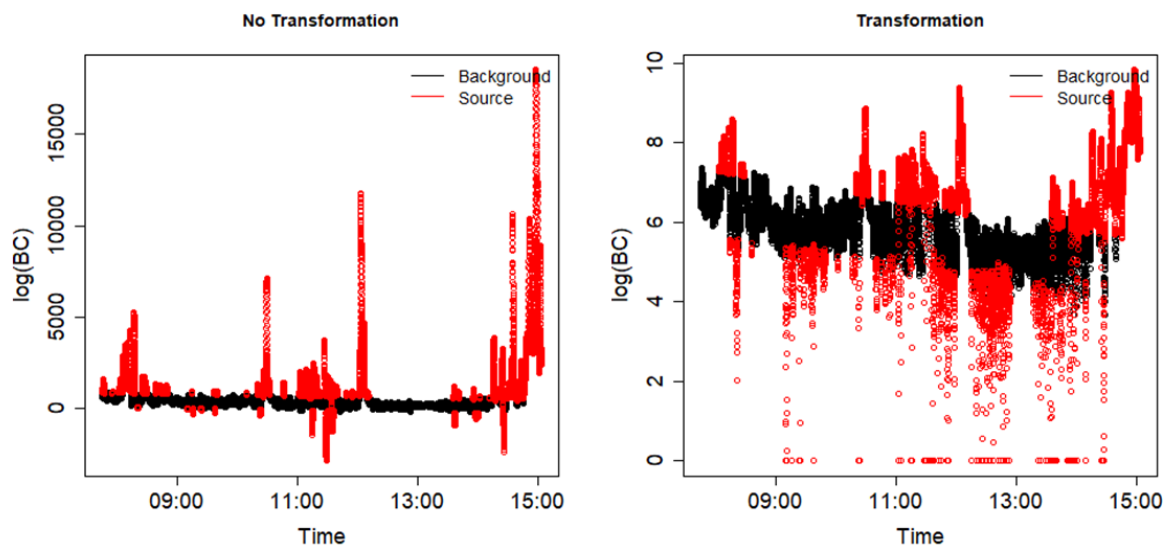 No Transformation
log(BC)
15000
10000
5000
0
Background
Source
09:00 11:00 13:00 15:00
Time
Transformation
log(BC)
10
8
6
4
2
0
Background
Source
09:00 11:00 13:00 15:00
Time